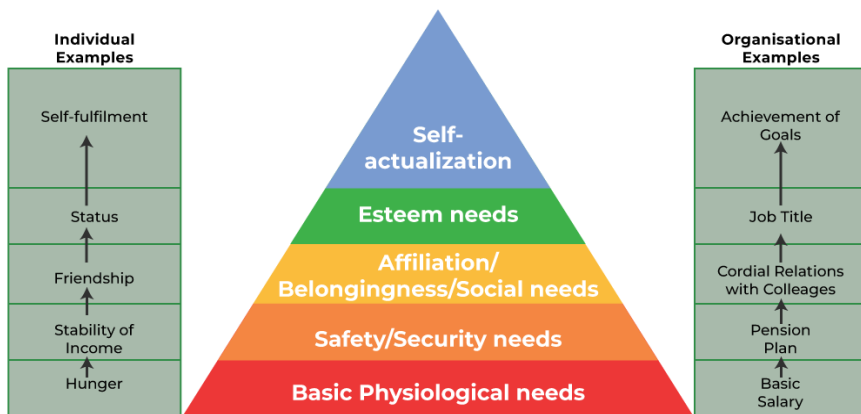 Individual
Examples
Self-fulfilment
Status
Friendship
Stability of
Income
Hunger
Self-
actualization
Esteem needs
Affiliation/
Belongingness/Social needs
Safety/Security needs
Basic Physiological needs
Organisational
Examples
Achievement of
Goals
Job Title
Cordial Relations
with Colleages
Pension
Plan
Basic
Salary